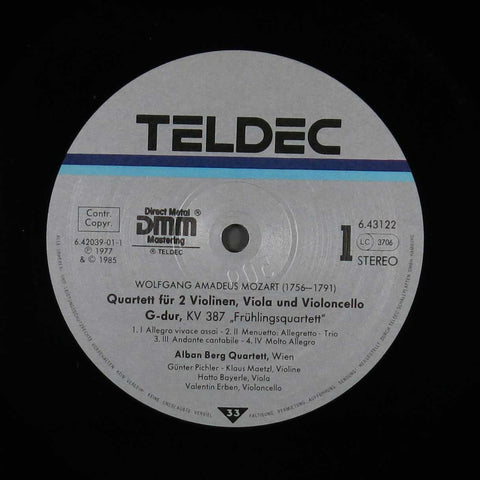 TELDEC
Contr.
Copyr.
Direct Metal ®
DMM
Mastering
® TELDEC
6.42039-01-1
℗ 1977
& © 1985
6.43122
1
LC 3706
STEREO
WOLFGANG AMADEUS MOZART (1756–1791)
Quartett für 2 Violinen, Viola und Violoncello
G-dur, KV 387 „Frühlingsquartett"
1. I Allegro vivace assai - 2. II Menuetto: Allegretto - Trio
3. III Andante cantabile - 4. IV Molto Allegro
Alban Berg Quartett, Wien
Günter Pichler - Klaus Maetzl, Violine
Hatto Bayerle, Viola
Valentin Erben, Violoncello
33